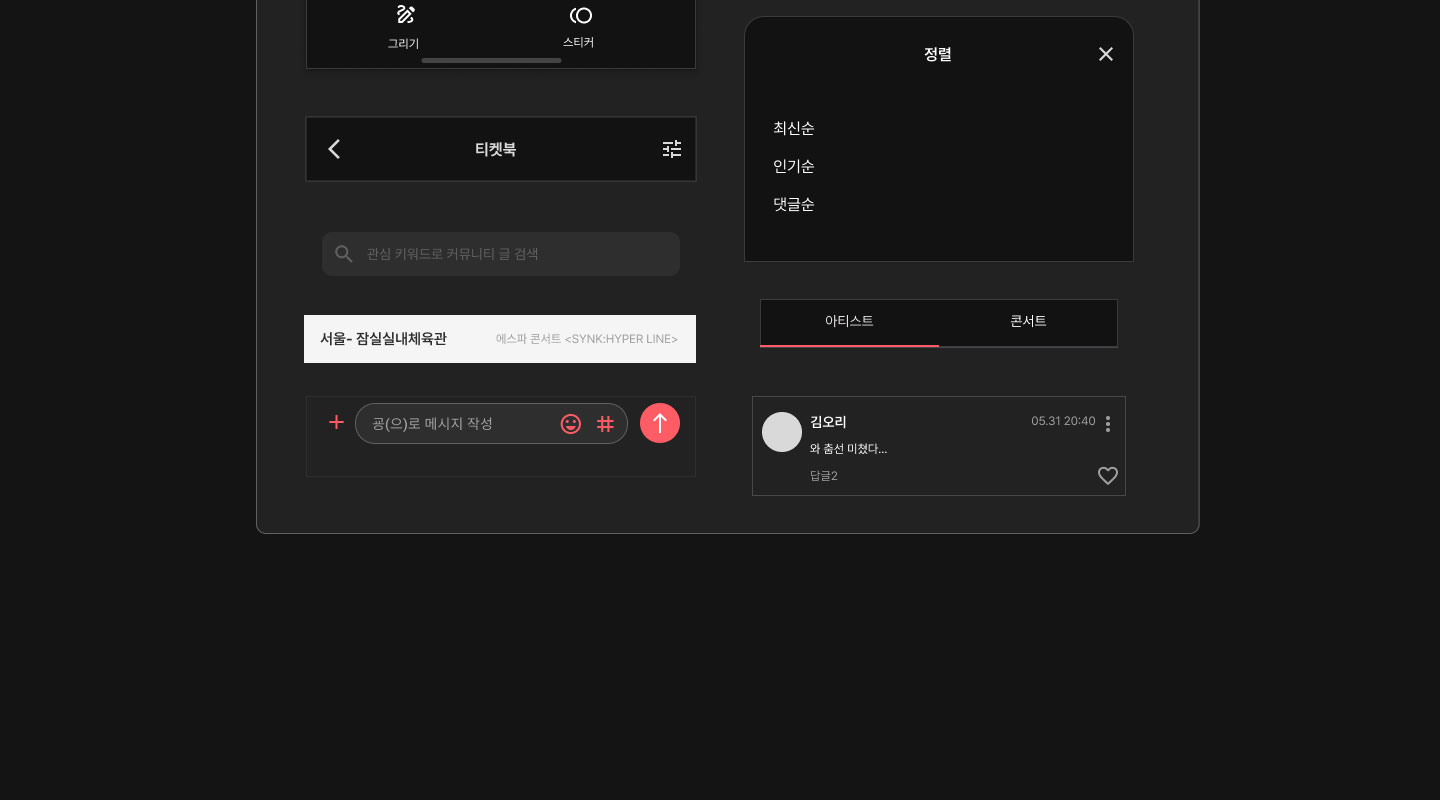 그리기
스티커
티켓북
관심 키워드로 커뮤니티 글 검색
서울- 잠실실내체육관
에스파 콘서트 <SYNK:HYPER LINE>
공(으)로 메시지 작성
정렬
최신순
인기순
댓글순
아티스트
콘서트
김오리
05.31 20:40
와 춤선 미쳤다...
답글2